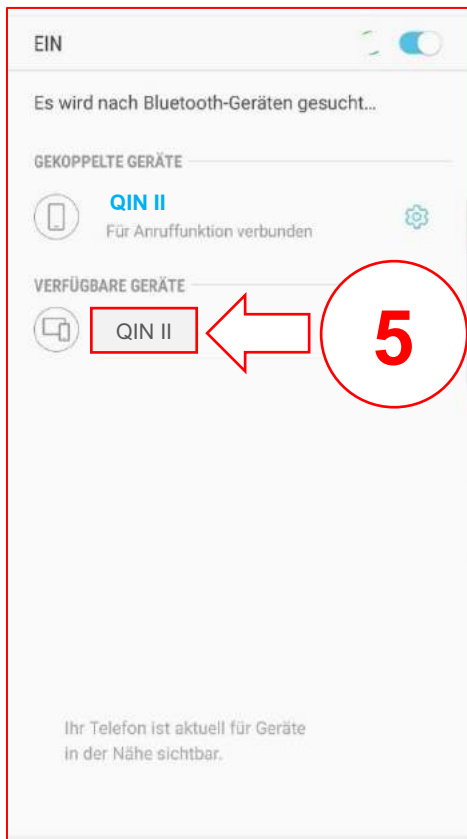 EIN
Es wird nach Bluetooth-Geräten gesucht...
GEKOPPELTE GERÄTE
QIN II
Für Anruffunktion verbunden
VERFÜGBARE GERÄTE
QIN II
5
Ihr Telefon ist aktuell für Geräte
in der Nähe sichtbar.